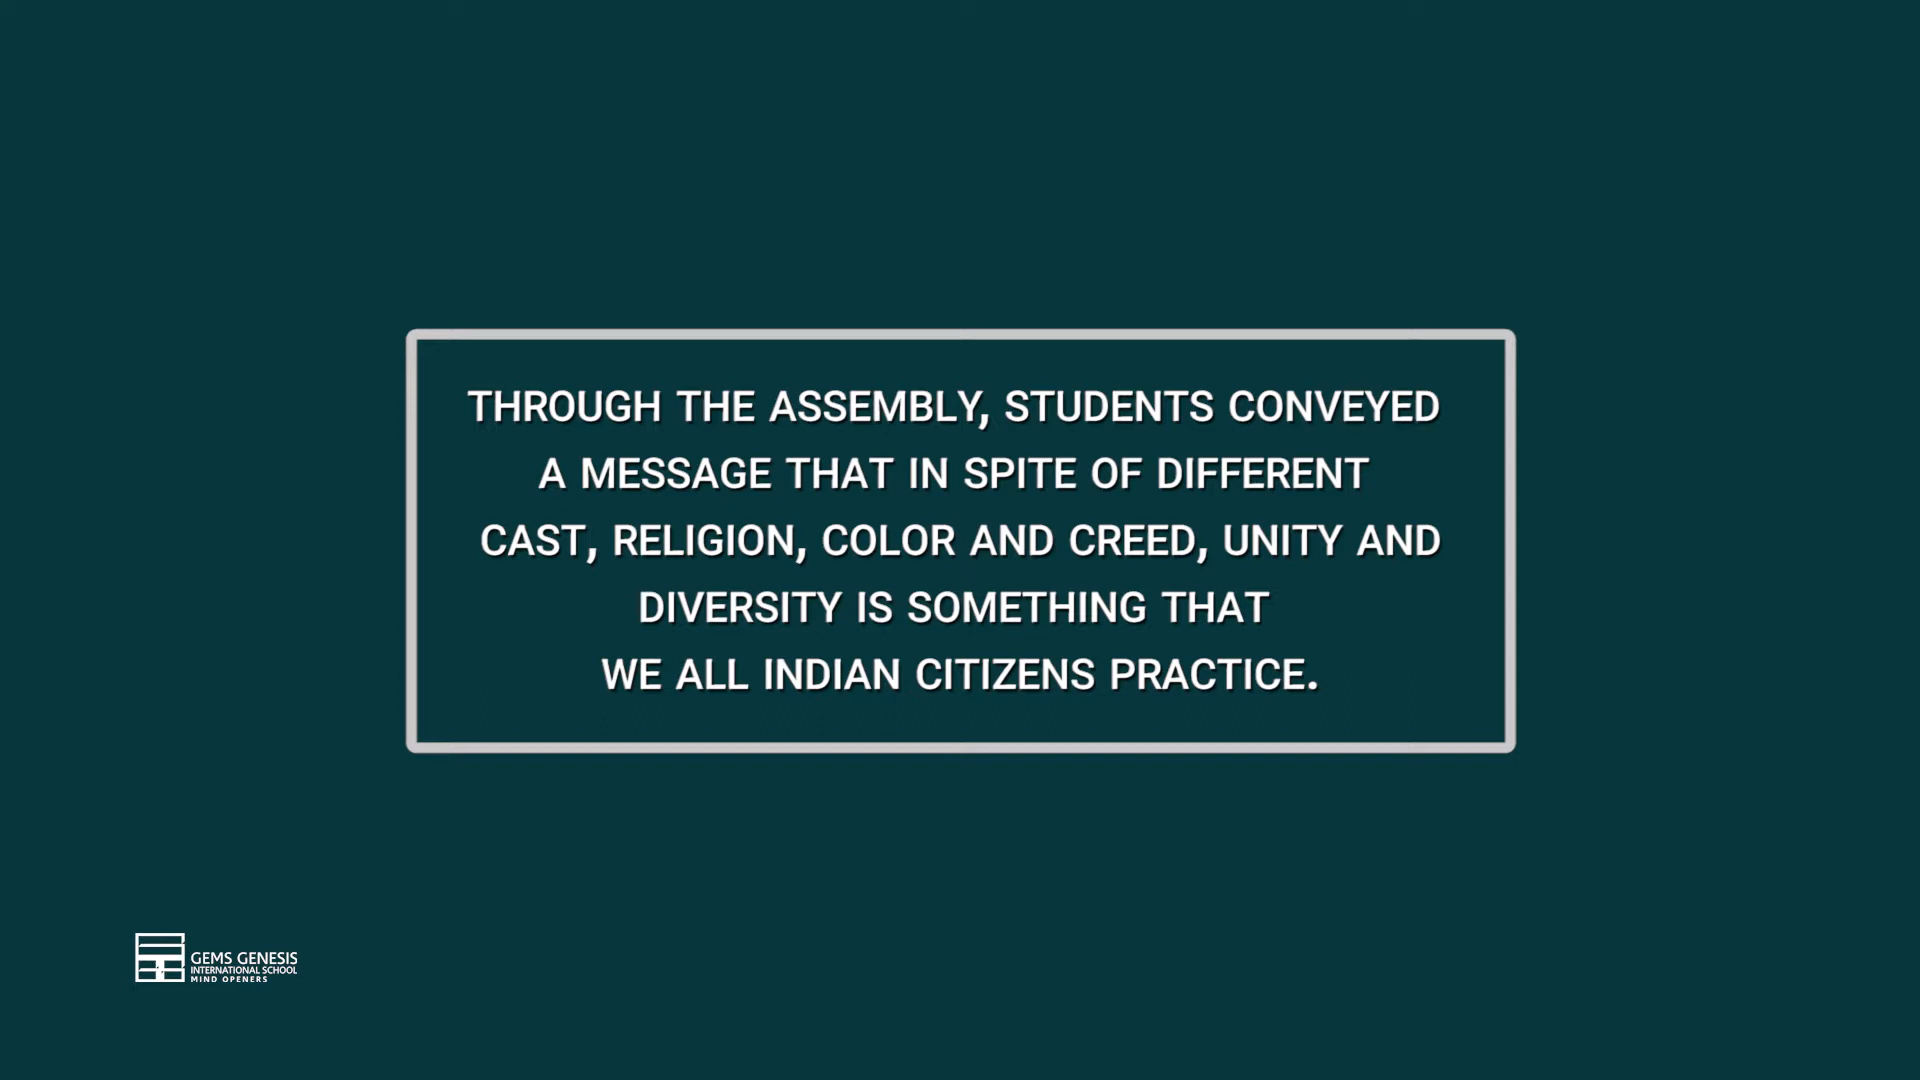 THROUGH THE ASSEMBLY, STUDENTS CONVEYED
A MESSAGE THAT IN SPITE OF DIFFERENT
CAST, RELIGION, COLOR AND CREED, UNITY AND
DIVERSITY IS SOMETHING THAT
WE ALL INDIAN CITIZENS PRACTICE.
GEMS GENESIS
INTERNATIONAL SCHOOL
MIND OPENERS